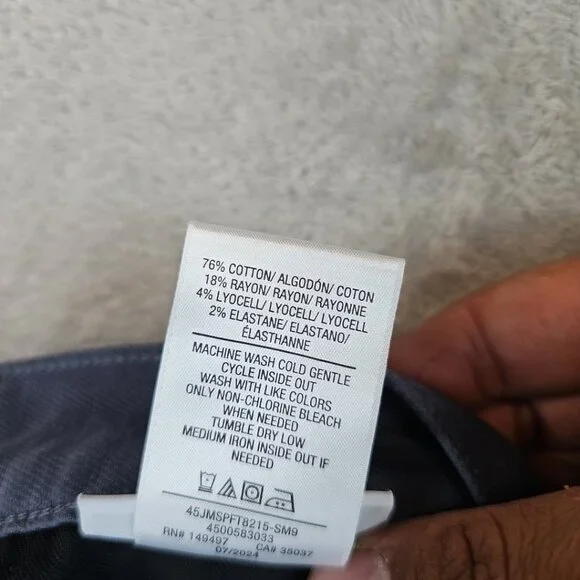 76% COTTON/ ALGODÓN/ COTON
18% RAYON/ RAYON/ RAYONNE
4% LYOCELL/ LYOCELL/ LYOCELL
2% ELASTANE/ ELASTANO/
ÉLASTHANNE
MACHINE WASH COLD GENTLE
CYCLE INSIDE OUT
WASH WITH LIKE COLORS
ONLY NON-CHLORINE BLEACH
WHEN NEEDED
TUMBLE DRY LOW
MEDIUM IRON INSIDE OUT IF
NEEDED
45JMSPFT8215-SM9
4500583033
RN# 149497 CA# 35037
07/2024